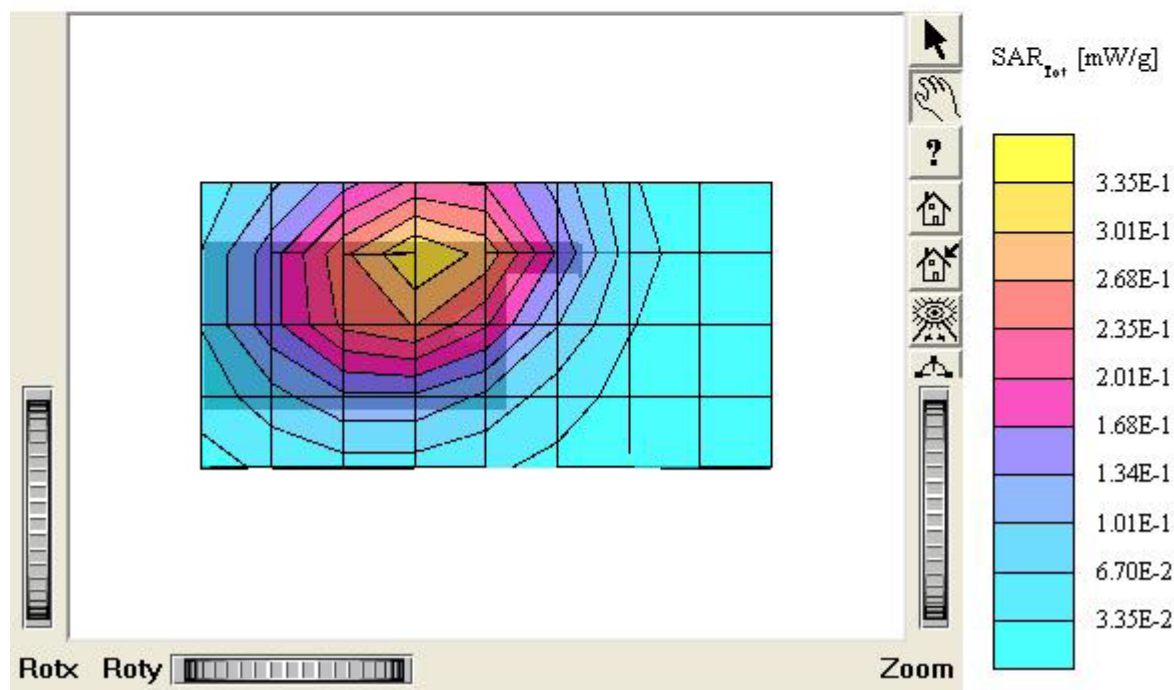 SAR_Tot [mW/g]
3.35E-1
3.01E-1
2.68E-1
2.35E-1
2.01E-1
1.68E-1
1.34E-1
1.01E-1
6.70E-2
3.35E-2
?
Rotx Roty Zoom